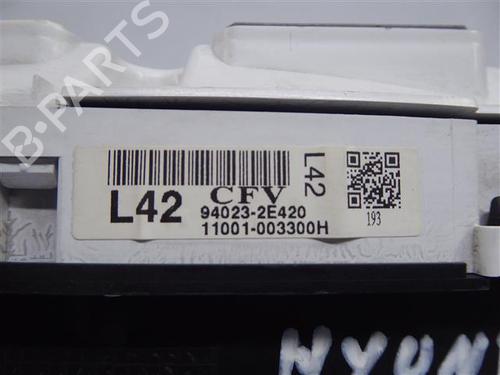 B-PARTS
L42 CFV
94023-2E420
11001-003300H
L42
193
HYUN